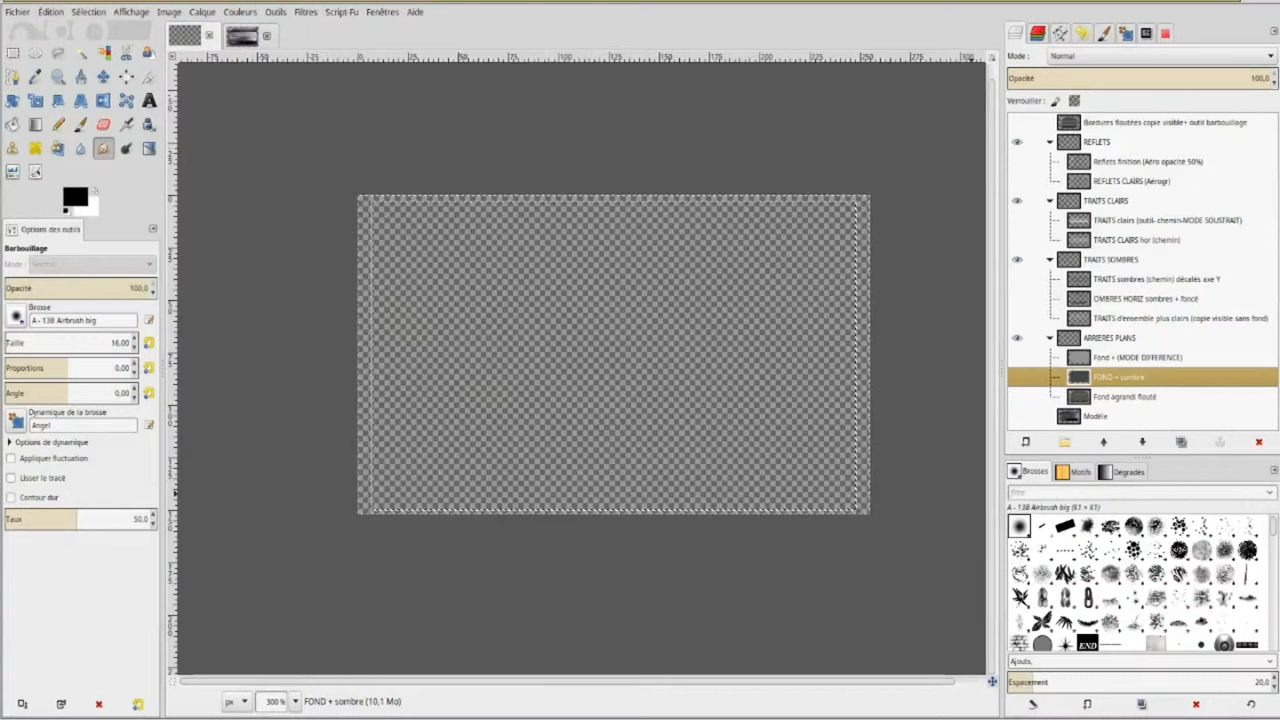 Fichier Édition Sélection Affichage Image Calque Couleurs Outils Filtres Script-Fu Fenêtres Aide
Mode : Normal
Opacité 100,0
Verrouiller :
Bordures floutées copie visible+ outil barbouillage
REFLETS
Reflets finition (Aéro opacité 50%)
REFLETS CLAIRS (Aérogr)
TRAITS CLAIRS
TRAITS clairs (outil- chemin-MODE SOUSTRAIT)
TRAITS CLAIRS hor (chemin)
TRAITS SOMBRES
TRAITS sombres (chemin) décalés axe Y
OMBRES HORIZ sombres + foncé
TRAITS d'ensemble plus clairs (copie visible sans fond)
ARRIERES PLANS
Fond + (MODE DIFFERENCE)
FOND + sombre
Fond agrandi flouté
Modèle
Options des outils
Barbouillage
Mode : Normal
Opacité 100,0
Brosse
A - 13B Airbrush big
Taille 16,00
Proportions 0,00
Angle 0,00
Dynamique de la brosse
Angel
Options de dynamique
Appliquer fluctuation
Lisser le tracé
Contour dur
Taux 50,0
Brosses Motifs Dégradés
filtre
A - 13B Airbrush big (61 × 61)
END
Ajouts,
Espacement 20,0
px 300 % FOND + sombre (10,1 Mo)